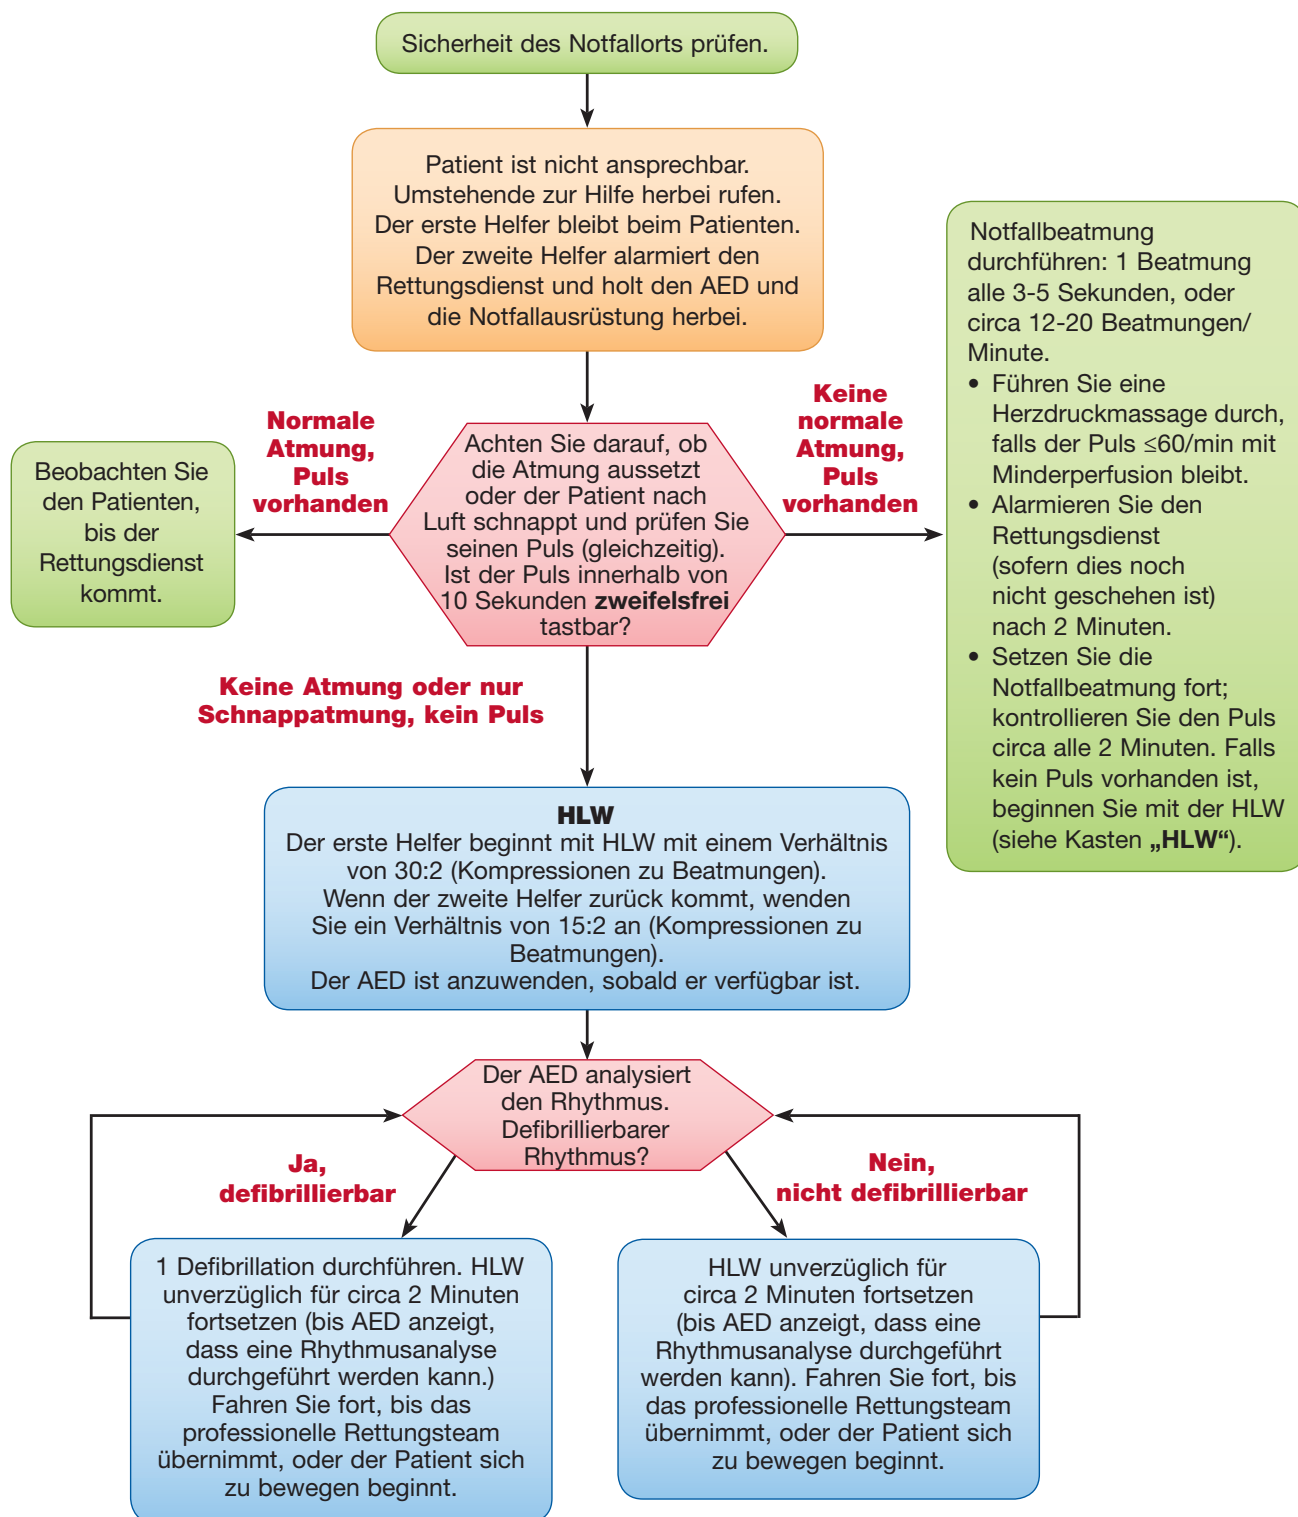 Sicherheit des Notfallorts prüfen.
Patient ist nicht ansprechbar.
Umstehende zur Hilfe herbei rufen.
Der erste Helfer bleibt beim Patienten.
Der zweite Helfer alarmiert den
Rettungsdienst und holt den AED und
die Notfallausrüstung herbei.
Normale
Atmung,
Puls
vorhanden
Beobachten Sie
den Patienten,
bis der
Rettungsdienst
kommt.
Achten Sie darauf, ob
die Atmung aussetzt
oder der Patient nach
Luft schnappt und prüfen Sie
seinen Puls (gleichzeitig).
Ist der Puls innerhalb von
10 Sekunden zweifelsfrei
tastbar?
Keine
normale
Atmung,
Puls
vorhanden
Notfallbeatmung
durchführen: 1 Beatmung
alle 3-5 Sekunden, oder
circa 12-20 Beatmungen/
Minute.
• Führen Sie eine
Herzdruckmassage durch,
falls der Puls ≤60/min mit
Minderperfusion bleibt.
• Alarmieren Sie den
Rettungsdienst
(sofern dies noch
nicht geschehen ist)
nach 2 Minuten.
• Setzen Sie die
Notfallbeatmung fort;
kontrollieren Sie den Puls
circa alle 2 Minuten. Falls
kein Puls vorhanden ist,
beginnen Sie mit der HLW
(siehe Kasten „HLW“).
Keine Atmung oder nur
Schnappatmung, kein Puls
HLW
Der erste Helfer beginnt mit HLW mit einem Verhältnis
von 30:2 (Kompressionen zu Beatmungen).
Wenn der zweite Helfer zurück kommt, wenden
Sie ein Verhältnis von 15:2 an (Kompressionen zu
Beatmungen).
Der AED ist anzuwenden, sobald er verfügbar ist.
Der AED analysiert
den Rhythmus.
Defibrillierbarer
Rhythmus?
Ja,
defibrillierbar
Nein,
nicht defibrillierbar
1 Defibrillation durchführen. HLW
unverzüglich für circa 2 Minuten
fortsetzen (bis AED anzeigt,
dass eine Rhythmusanalyse
durchgeführt werden kann.)
Fahren Sie fort, bis das
professionelle Rettungsteam
übernimmt, oder der Patient sich
zu bewegen beginnt.
HLW unverzüglich für
circa 2 Minuten fortsetzen
(bis AED anzeigt, dass eine
Rhythmusanalyse durchgeführt
werden kann). Fahren Sie fort, bis
das professionelle Rettungsteam
übernimmt, oder der Patient sich
zu bewegen beginnt.